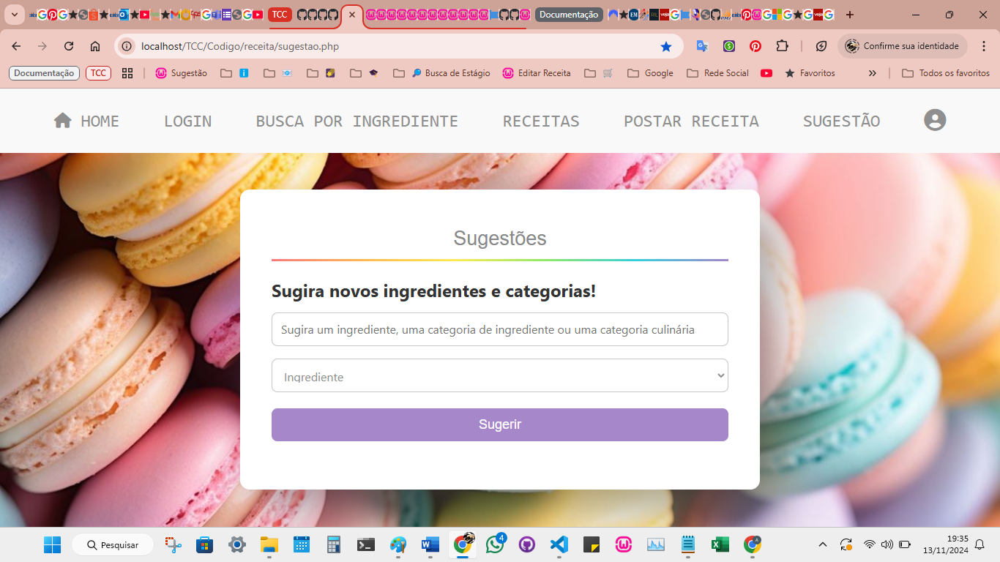 TCC
Documentação
localhost/TCC/Codigo/receita/sugestao.php
Confirme sua identidade
Documentação TCC Sugestão Busca de Estágio Editar Receita Google Rede Social Favoritos » Todos os favoritos
HOME LOGIN BUSCA POR INGREDIENTE RECEITAS POSTAR RECEITA SUGESTÃO
Sugestões
Sugira novos ingredientes e categorias!
Sugira um ingrediente, uma categoria de ingrediente ou uma categoria culinária
Ingrediente
Sugerir
Pesquisar
4
19:35
13/11/2024